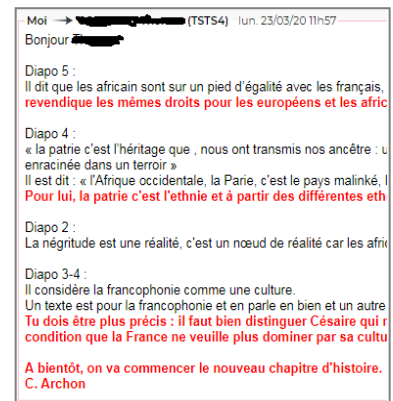 Moi → (TSTS4) lun. 23/03/20 11h57
Bonjour
Diapo 5 :
Il dit que les africain sont sur un pied d'égalité avec les français,
revendique les mêmes droits pour les européens et les afric
Diapo 4 :
« la patrie c'est l'héritage que , nous ont transmis nos ancêtre : u
enracinée dans un terroir »
Il est dit : « l'Afrique occidentale, la Parie, c'est le pays malinké, l
Pour lui, la patrie c'est l'ethnie et à partir des différentes eth
Diapo 2 :
La négritude est une réalité, c'est un nœud de réalité car les afri
Diapo 3-4 :
Il considère la francophonie comme une culture.
Un texte est pour la francophonie et en parle en bien et un autre
Tu dois être plus précis : il faut bien distinguer Césaire qui r
condition que la France ne veuille plus dominer par sa cultu
A bientôt, on va commencer le nouveau chapitre d'histoire.
C. Archon